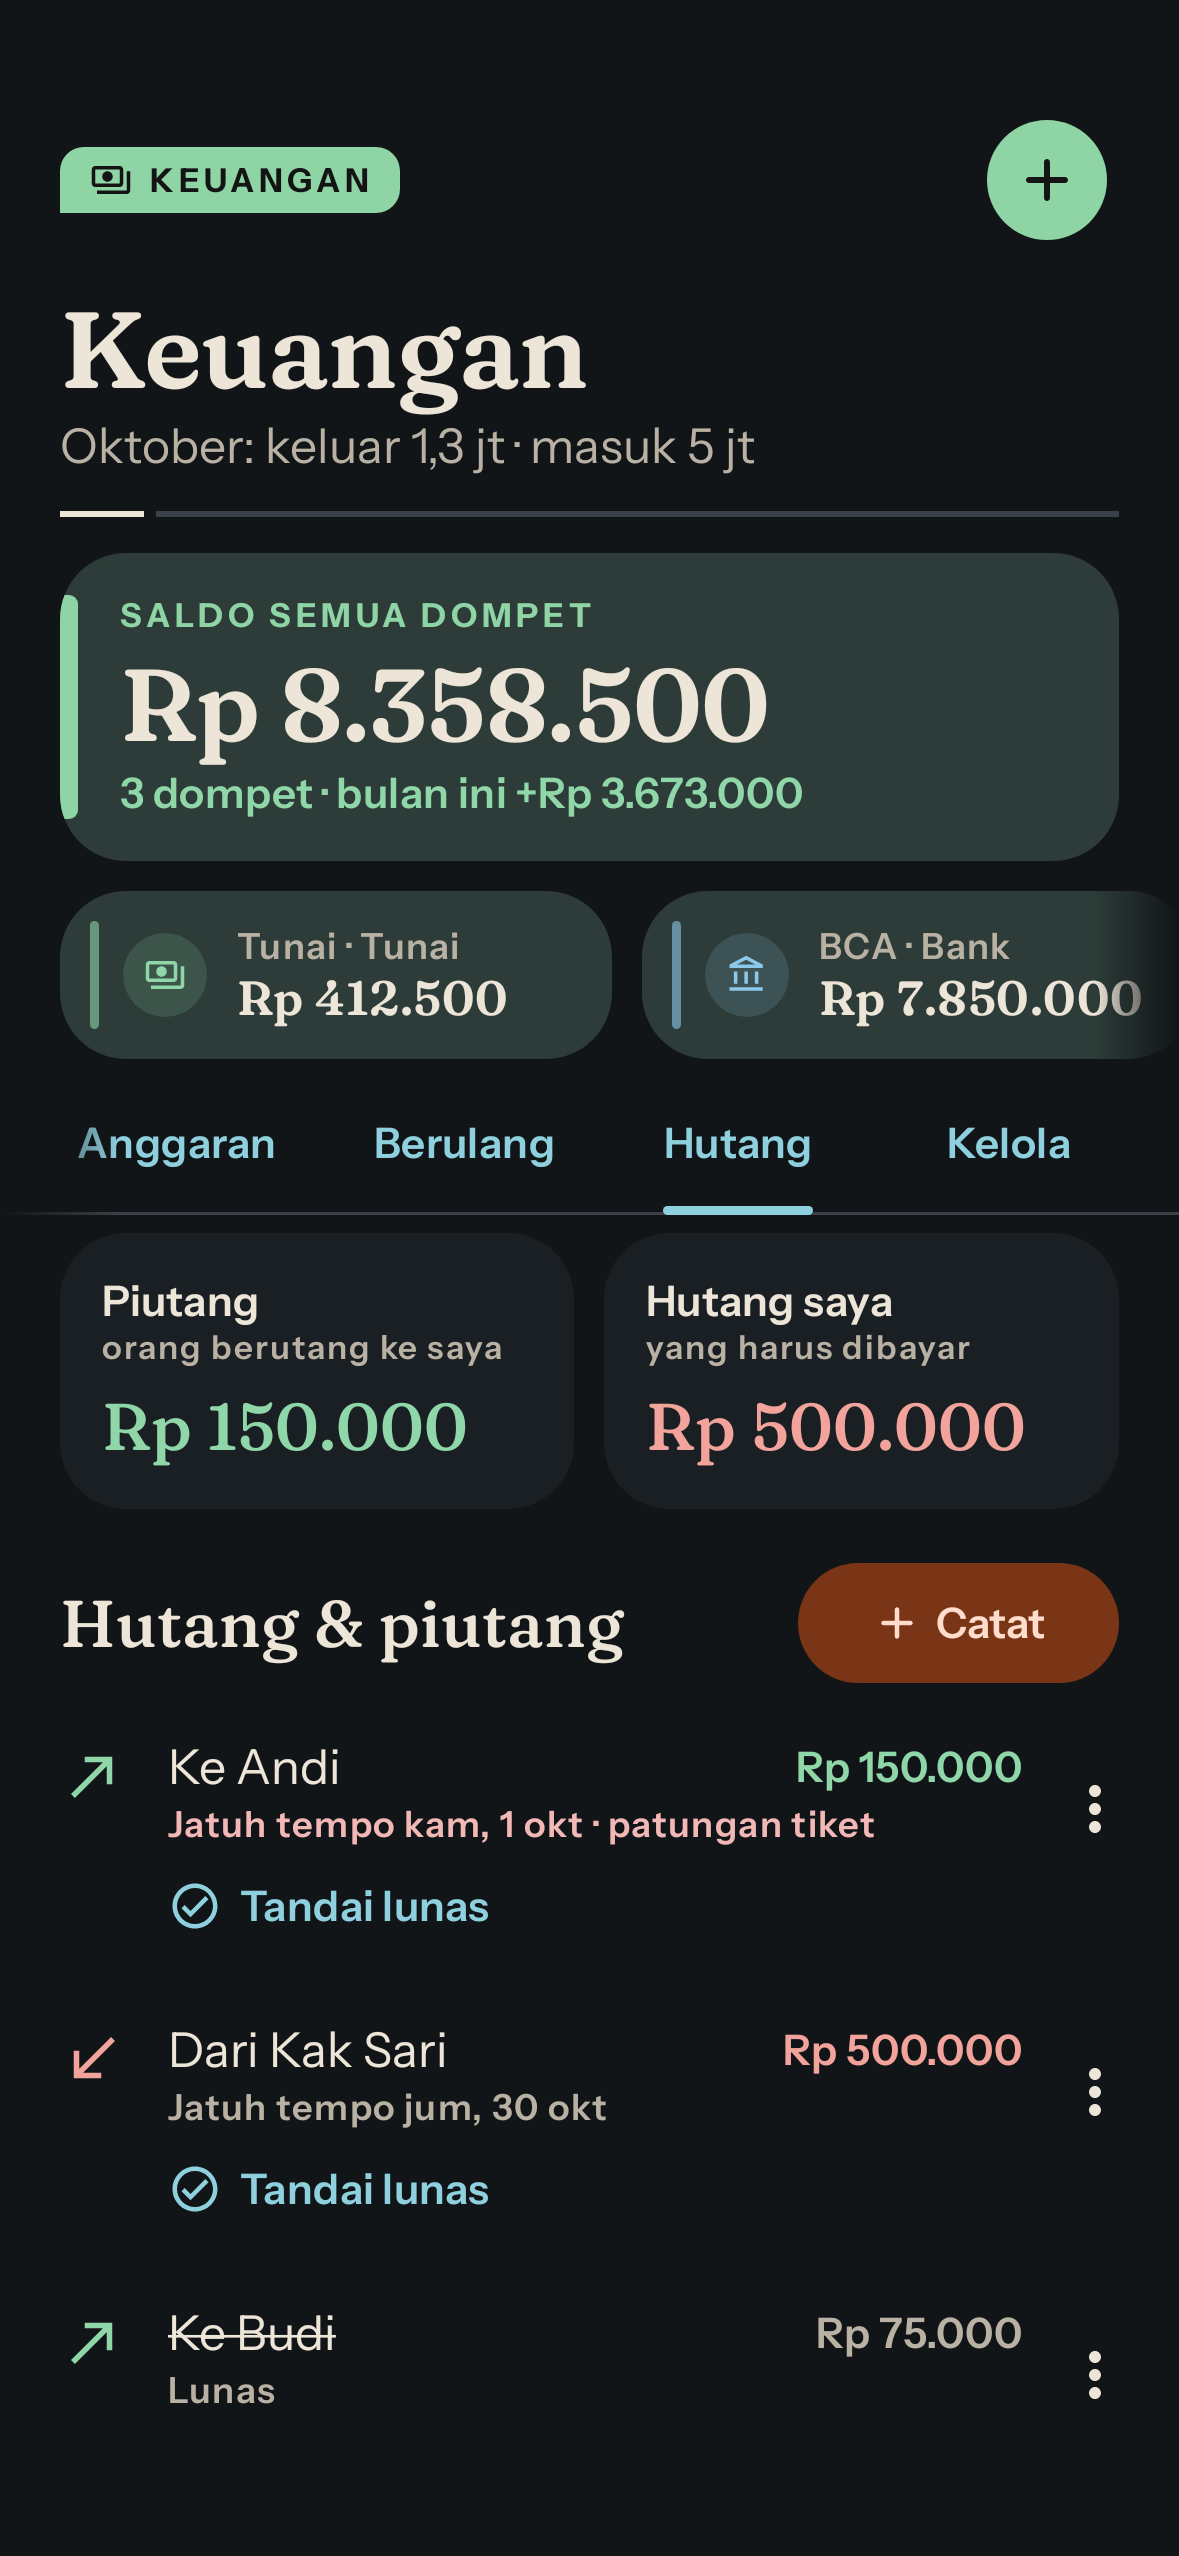 KEUANGAN
Keuangan
Oktober: keluar 1,3 jt · masuk 5 jt
SALDO SEMUA DOMPET
Rp 8.358.500
3 dompet · bulan ini +Rp 3.673.000
Tunai · Tunai
Rp 412.500
BCA · Bank
Rp 7.850.000
Anggaran
Berulang
Hutang
Kelola
Piutang
orang berutang ke saya
Rp 150.000
Hutang saya
yang harus dibayar
Rp 500.000
Hutang & piutang
Catat
Ke Andi
Rp 150.000
Jatuh tempo kam, 1 okt · patungan tiket
Tandai lunas
Dari Kak Sari
Rp 500.000
Jatuh tempo jum, 30 okt
Tandai lunas
Ke Budi
Rp 75.000
Lunas